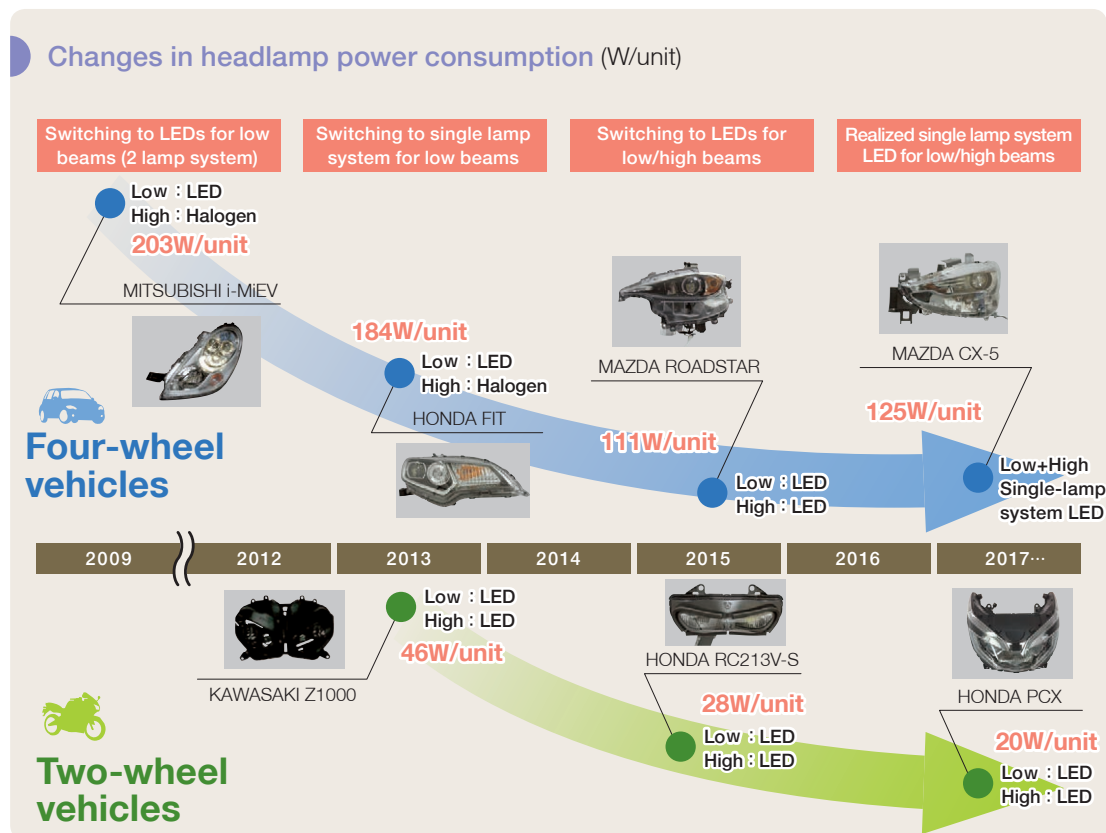 Changes in headlamp power consumption (W/unit)
Switching to LEDs for low
beams (2 lamp system)
Switching to single lamp
system for low beams
Switching to LEDs for
low/high beams
Realized single lamp system
LED for low/high beams
Low：LED
High：Halogen
203W/unit
MITSUBISHI i-MiEV
184W/unit
Low：LED
High：Halogen
HONDA FIT
MAZDA ROADSTAR
111W/unit
Low：LED
High：LED
MAZDA CX-5
125W/unit
Low+High
Single-lamp
system LED
Four-wheel
vehicles
2009 2012 2013 2014 2015 2016 2017···
Low：LED
High：LED
46W/unit
KAWASAKI Z1000
HONDA RC213V-S
28W/unit
Low：LED
High：LED
HONDA PCX
20W/unit
Low：LED
High：LED
Two-wheel
vehicles